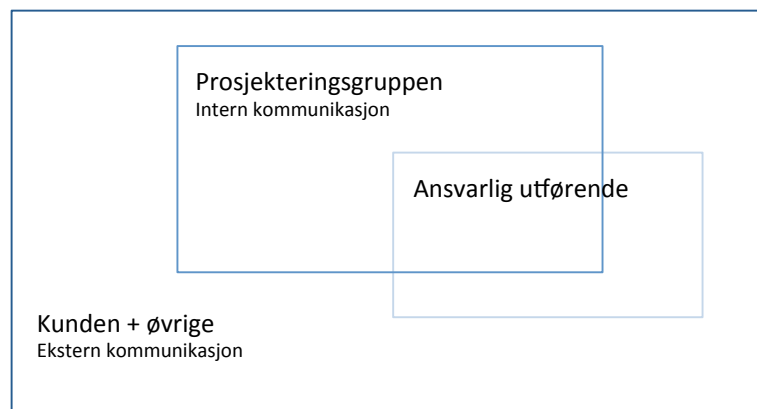 Prosjekteringsgruppen
Intern kommunikasjon
Ansvarlig utførende
Kunden + øvrige
Ekstern kommunikasjon